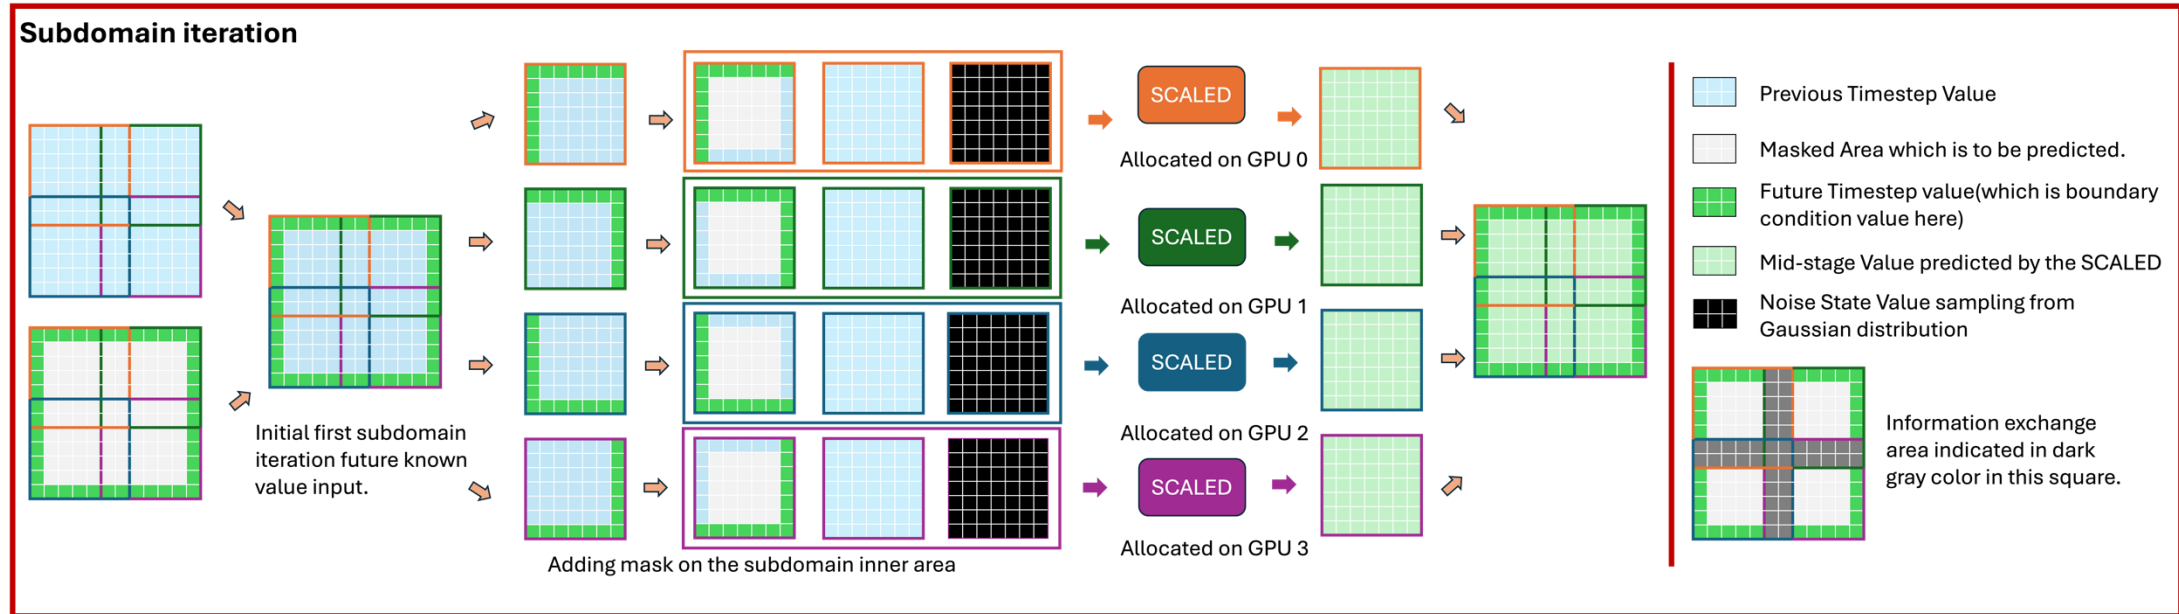 Subdomain iteration
Initial first subdomain
iteration future known
value input.
Adding mask on the subdomain inner area
SCALED
Allocated on GPU 0
SCALED
Allocated on GPU 1
SCALED
Allocated on GPU 2
SCALED
Allocated on GPU 3
Previous Timestep Value
Masked Area which is to be predicted.
Future Timestep value(which is boundary
condition value here)
Mid-stage Value predicted by the SCALED
Noise State Value sampling from
Gaussian distribution
Information exchange
area indicated in dark
gray color in this square.